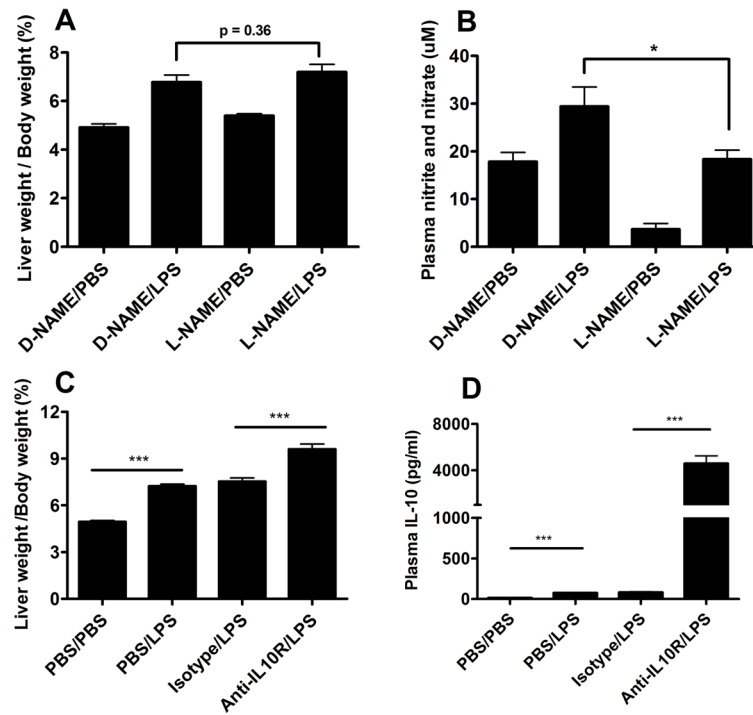 A
Liver weight / Body weight (%)
8
6
4
2
0
p = 0.36
D-NAME/PBS
D-NAME/LPS
L-NAME/PBS
L-NAME/LPS
B
Plasma nitrite and nitrate (uM)
40
30
20
10
0
*
D-NAME/PBS
D-NAME/LPS
L-NAME/PBS
L-NAME/LPS
C
Liver weight /Body weight (%)
12
9
6
3
0
***
***
PBS/PBS
PBS/LPS
Isotype/LPS
Anti-IL10R/LPS
D
Plasma IL-10 (pg/ml)
8000
4000
1000
500
0
***
***
PBS/PBS
PBS/LPS
Isotype/LPS
Anti-IL10R/LPS